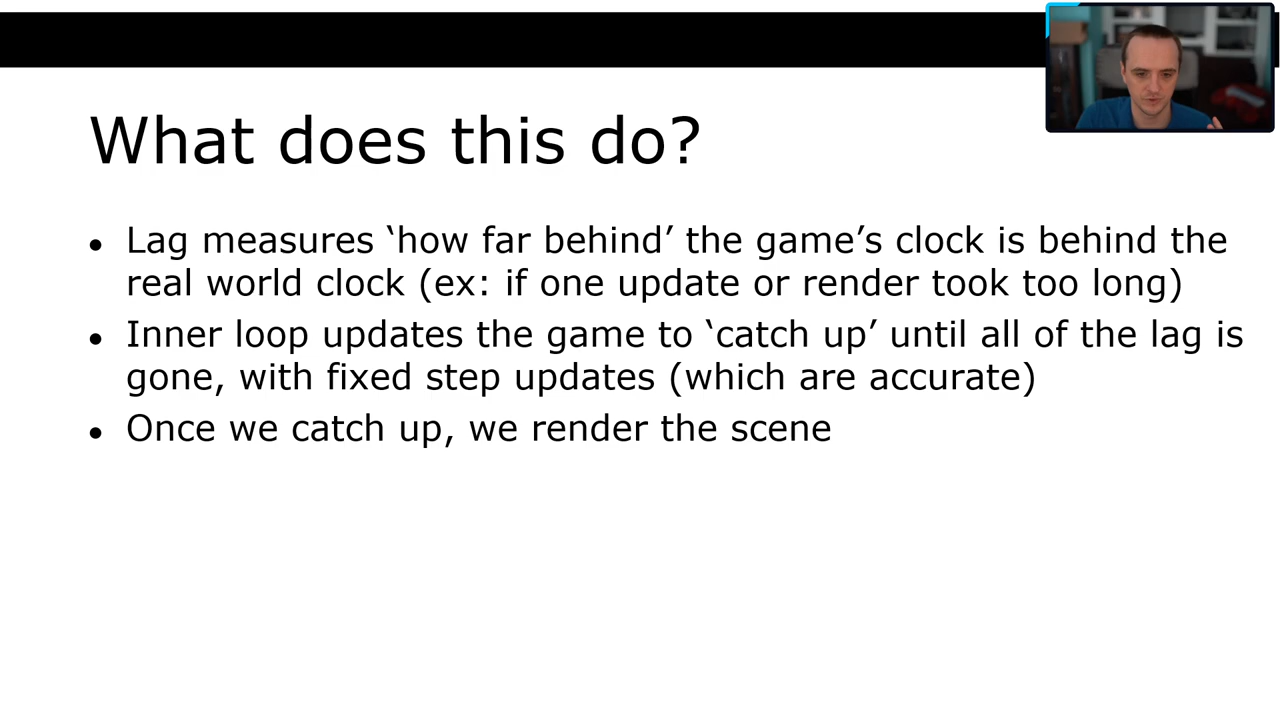 What does this do?
• Lag measures ‘how far behind’ the game’s clock is behind the
real world clock (ex: if one update or render took too long)
• Inner loop updates the game to ‘catch up’ until all of the lag is
gone, with fixed step updates (which are accurate)
• Once we catch up, we render the scene